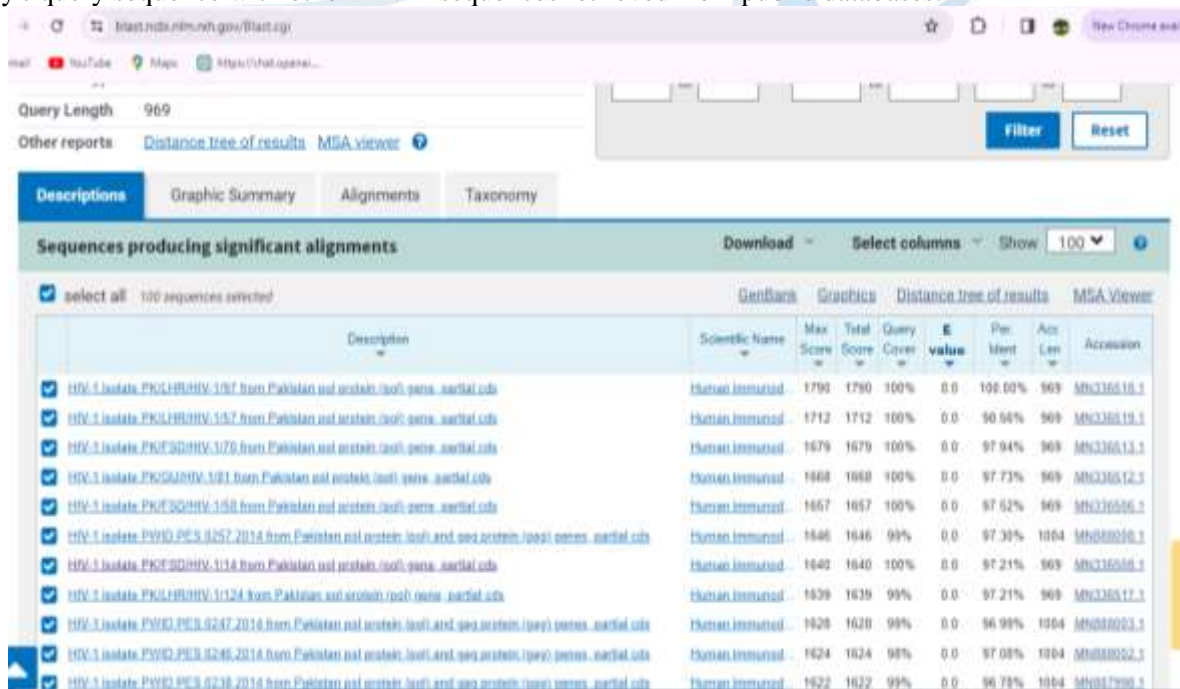 y's query sequence
sequences retrieved from public databases.
blast.ncbi.nlm.nih.gov/Blast.cgi
New Chrome avai
mail YouTube Maps https://chat.openai...
Query Length 969
Other reports Distance tree of results MSA viewer
Filter Reset
Descriptions Graphic Summary Alignments Taxonomy
Sequences producing significant alignments Download Select columns Show 100
select all 100 sequences selected GenBank Graphics Distance tree of results MSA Viewer
Description Scientific Name Max Score Total Score Query Cover E value Per. Ident Acc. Len Accession
HIV-1 isolate PK/LHR/HIV-1/97 from Pakistan pol protein (pol) gene, partial cds Human immunod... 1790 1790 100% 0.0 100.00% 969 MN336518.1
HIV-1 isolate PK/LHR/HIV-1/57 from Pakistan pol protein (pol) gene, partial cds Human immunod... 1712 1712 100% 0.0 969 MN336519.1
HIV-1 isolate PK/FSD/HIV-1/70 from Pakistan pol protein (pol) gene, partial cds Human immunod... 1679 1679 100% 0.0 97.94% 969 MN336513.1
HIV-1 isolate from Pakistan pol protein (pol) gene, partial cds Human immunod... 1668 1668 100% 0.0 97.73% 969 MN336512.1
HIV-1 isolate PK/FSD/HIV-1/58 from Pakistan pol protein (pol) gene, partial cds Human immunod... 1657 1657 100% 0.0 97.52% 969 MN336506.1
HIV-1 isolate PWID.PES.0257.2014 from Pakistan pol protein (pol) and gag protein (gag) genes, partial cds Human immunod... 1646 1646 99% 0.0 97.30% 1004
HIV-1 isolate PK/FSD/HIV-1/14 from Pakistan pol protein (pol) gene, partial cds Human immunod... 1640 1640 100% 0.0 97.21% 969
HIV-1 isolate PK/LHR/HIV-1/124 from Pakistan pol protein (pol) gene, partial cds Human immunod... 1639 1639 99% 0.0 97.21% 969 MN336517.1
HIV-1 isolate PWID.PES.0247.2014 from Pakistan pol protein (pol) and gag protein (gag) genes, partial cds Human immunod... 1628 1628 99% 0.0 96.98% 1004
HIV-1 isolate PWID.PES.0246.2014 from Pakistan pol protein (pol) and gag protein (gag) genes, partial cds Human immunod... 1624 1624 98% 0.0 97.08% 1004
HIV-1 isolate PWID.PES.0238.2014 from Pakistan pol protein (pol) and gag protein (gag) genes, partial cds Human immunod... 1622 1622 99% 0.0 96.78% 1004